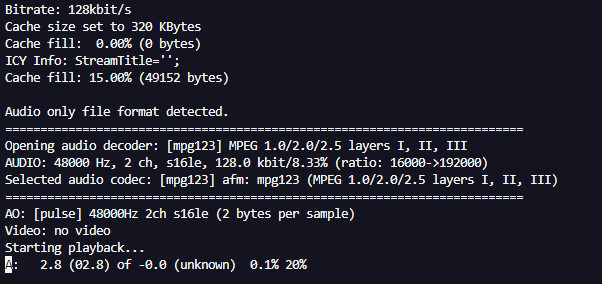 Bitrate: 128kbit/s
Cache size set to 320 KBytes
Cache fill:  0.00% (0 bytes)
ICY Info: StreamTitle='';
Cache fill: 15.00% (49152 bytes)

Audio only file format detected.
==========================================================================
Opening audio decoder: [mpg123] MPEG 1.0/2.0/2.5 layers I, II, III
AUDIO: 48000 Hz, 2 ch, s16le, 128.0 kbit/8.33% (ratio: 16000->192000)
Selected audio codec: [mpg123] afm: mpg123 (MPEG 1.0/2.0/2.5 layers I, II, III)
==========================================================================
AO: [pulse] 48000Hz 2ch s16le (2 bytes per sample)
Video: no video
Starting playback...
A:   2.8 (02.8) of -0.0 (unknown)  0.1% 20%